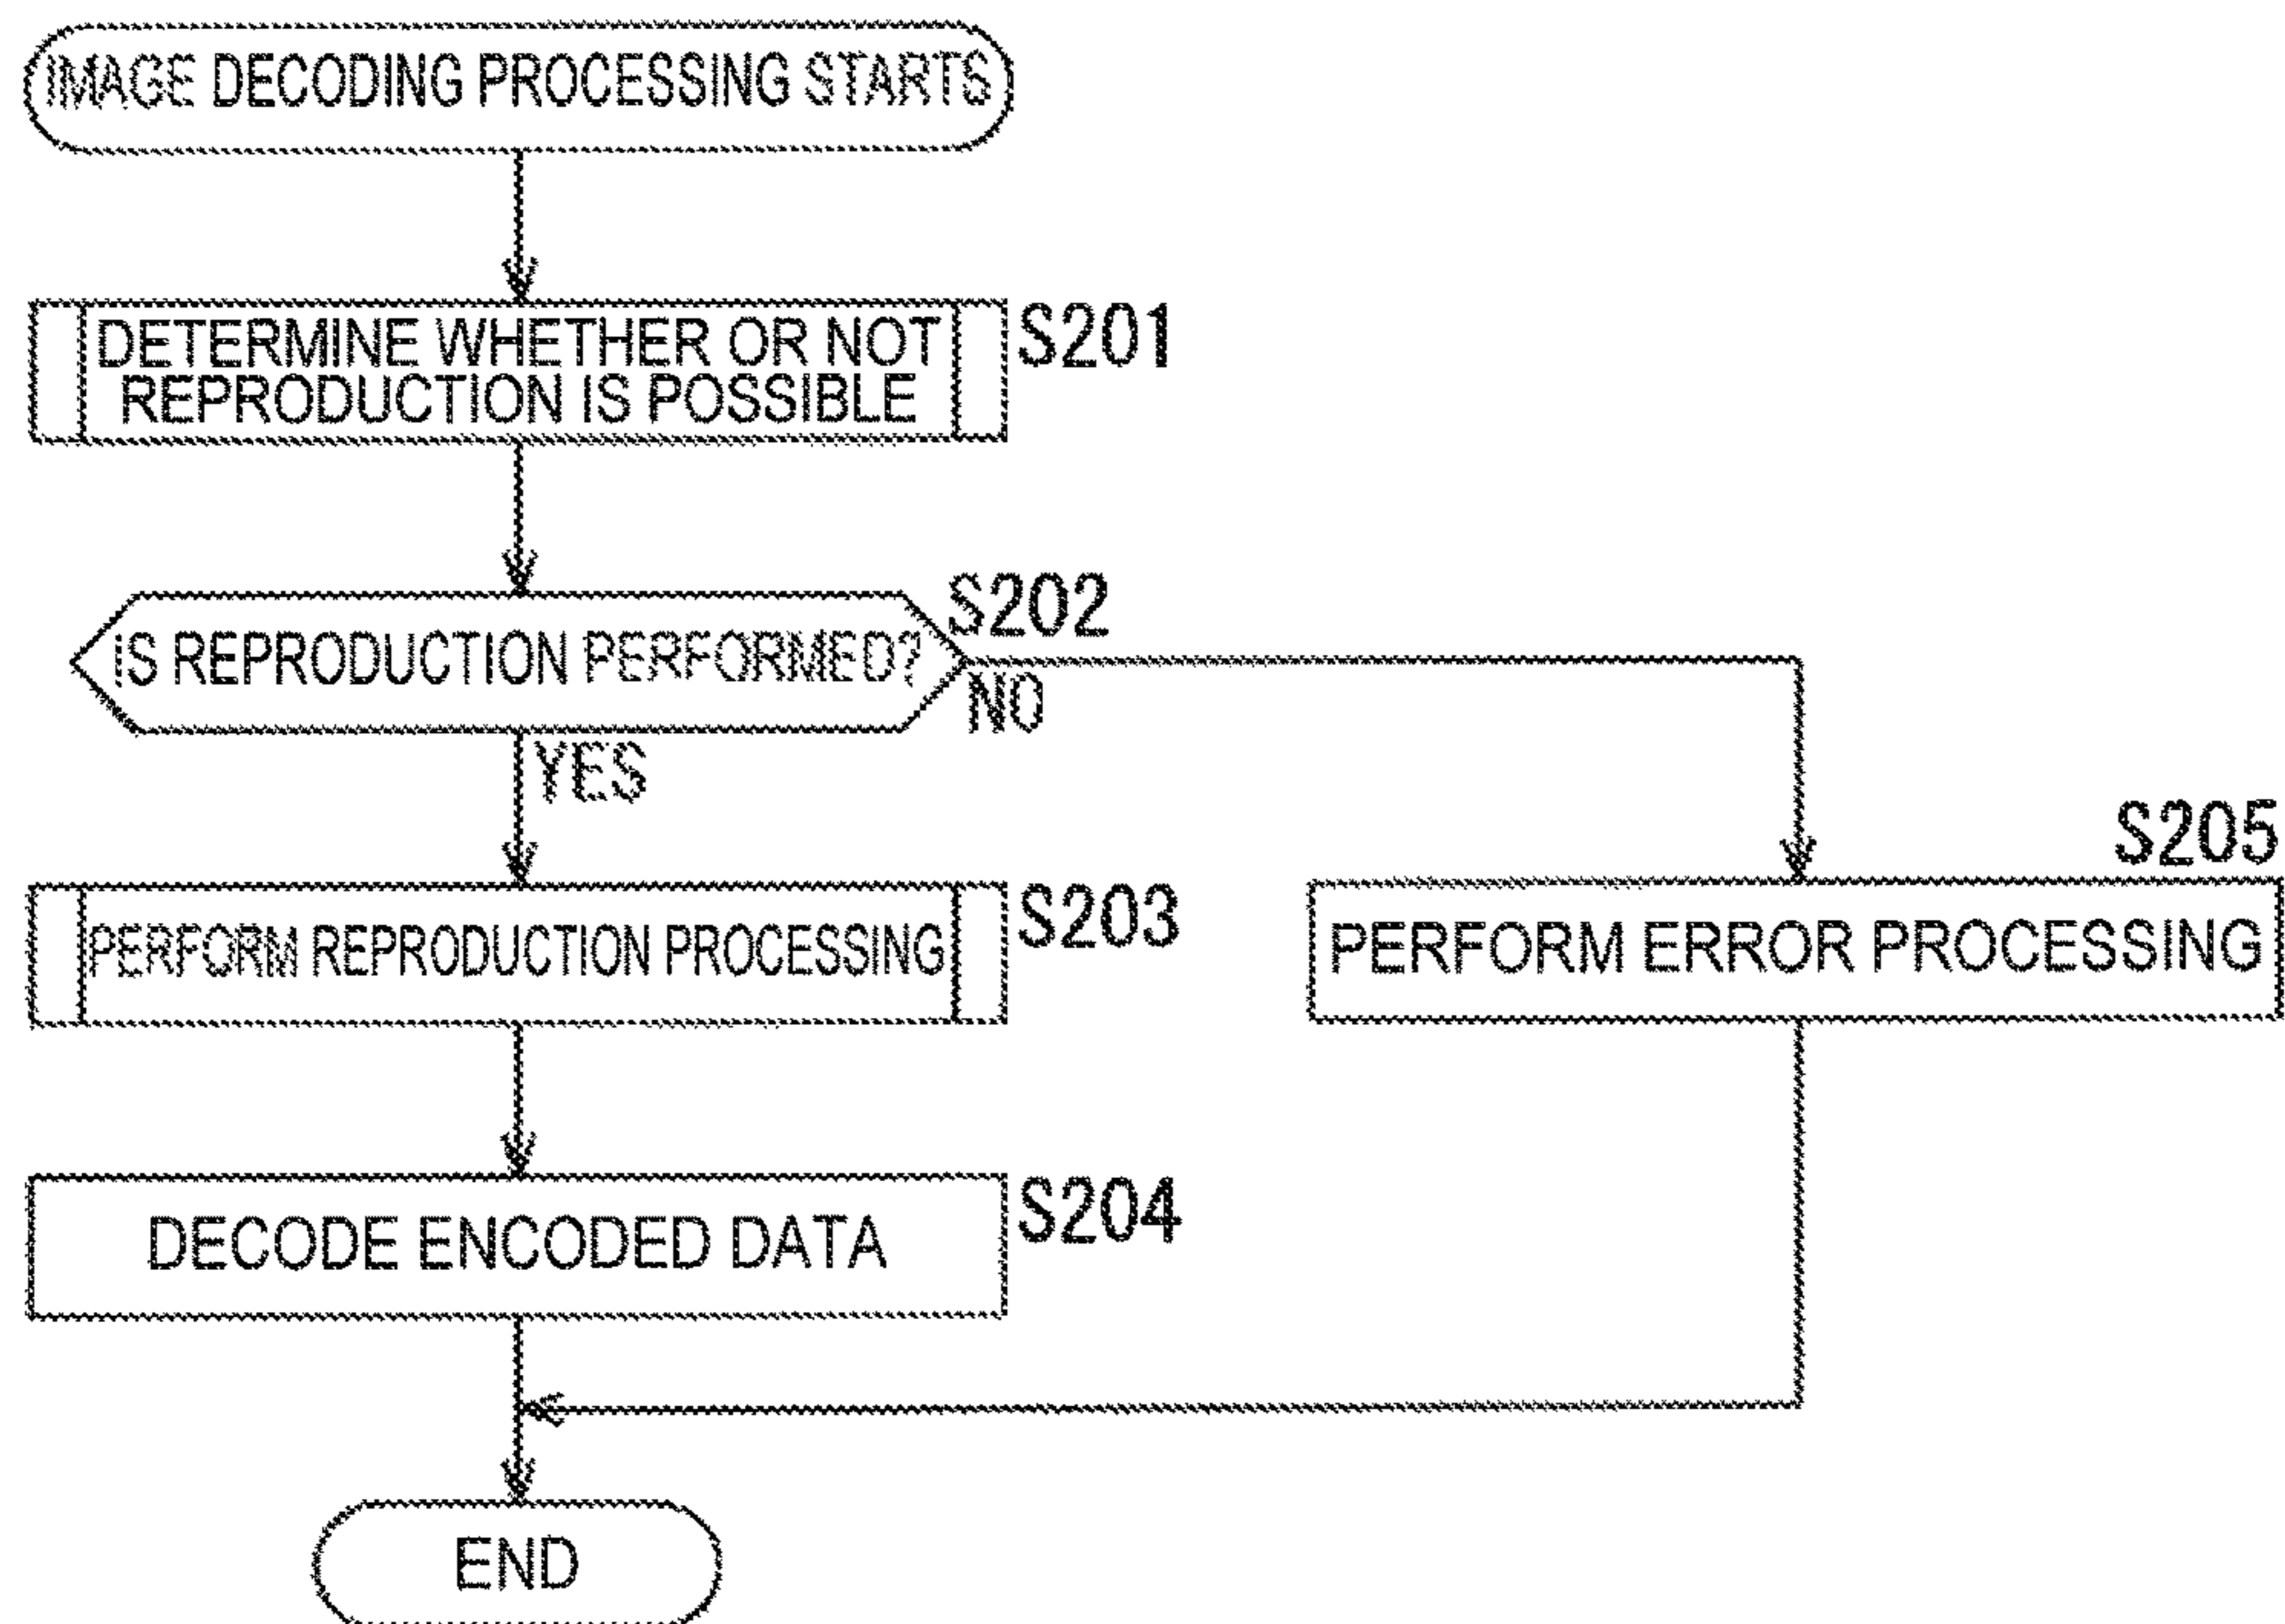 IMAGE DECODING PROCESSING STARTS
DETERMINE WHETHER OR NOT
REPRODUCTION IS POSSIBLE
S201
IS REPRODUCTION PERFORMED?
S202
NO
YES
PERFORM REPRODUCTION PROCESSING
S203
S205
PERFORM ERROR PROCESSING
DECODE ENCODED DATA
S204
END